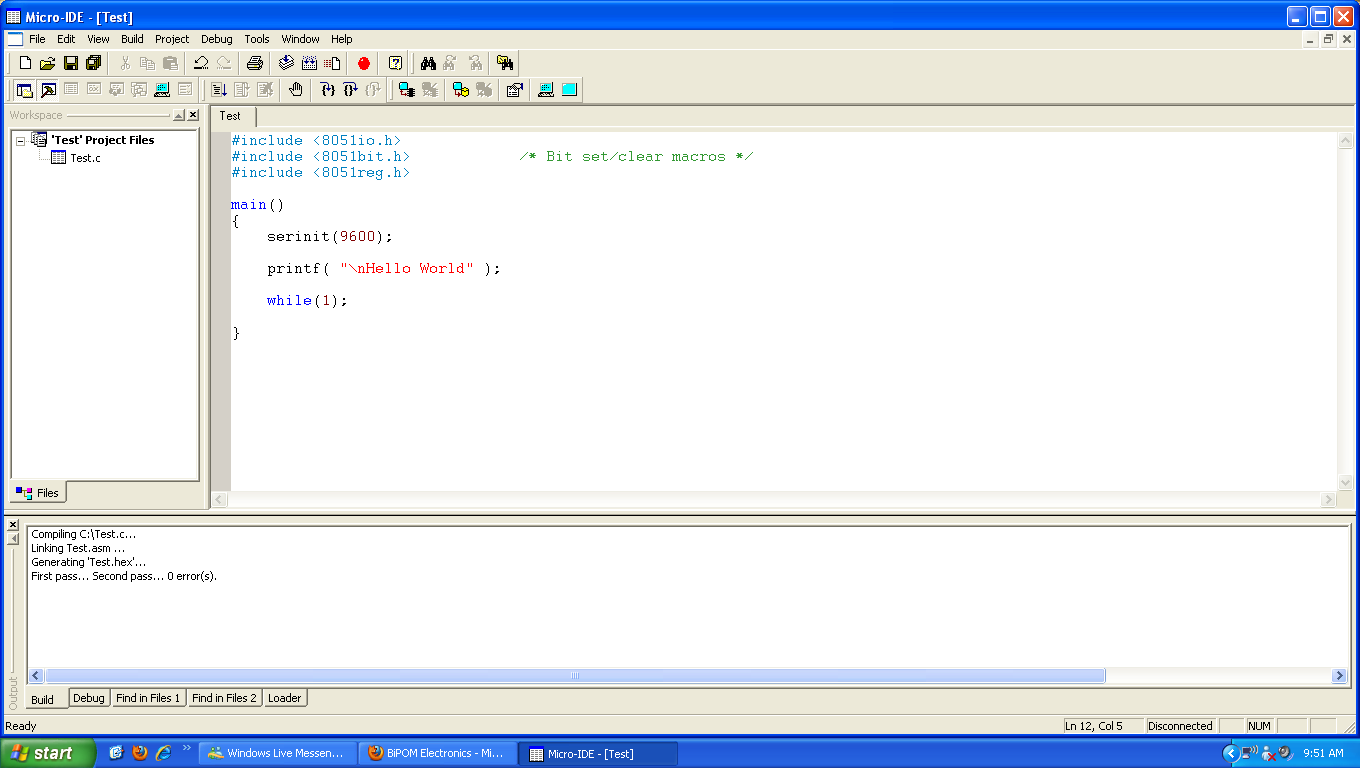 Micro-IDE - [Test]
File Edit View Build Project Debug Tools Window Help
Workspace
'Test' Project Files
Test.c
Files
Test
#include <8051io.h>
#include <8051bit.h> /* Bit set/clear macros */
#include <8051reg.h>
main()
{
serinit(9600);
printf( "\nHello World" );
while(1);
}
Compiling C:\Test.c...
Linking Test.asm ...
Generating 'Test.hex'...
First pass... Second pass... 0 error(s).
Output
Build Debug Find in Files 1 Find in Files 2 Loader
Ready Ln 12, Col 5 Disconnected NUM
start Windows Live Messen... BiPOM Electronics - Mi... Micro-IDE - [Test] 9:51 AM